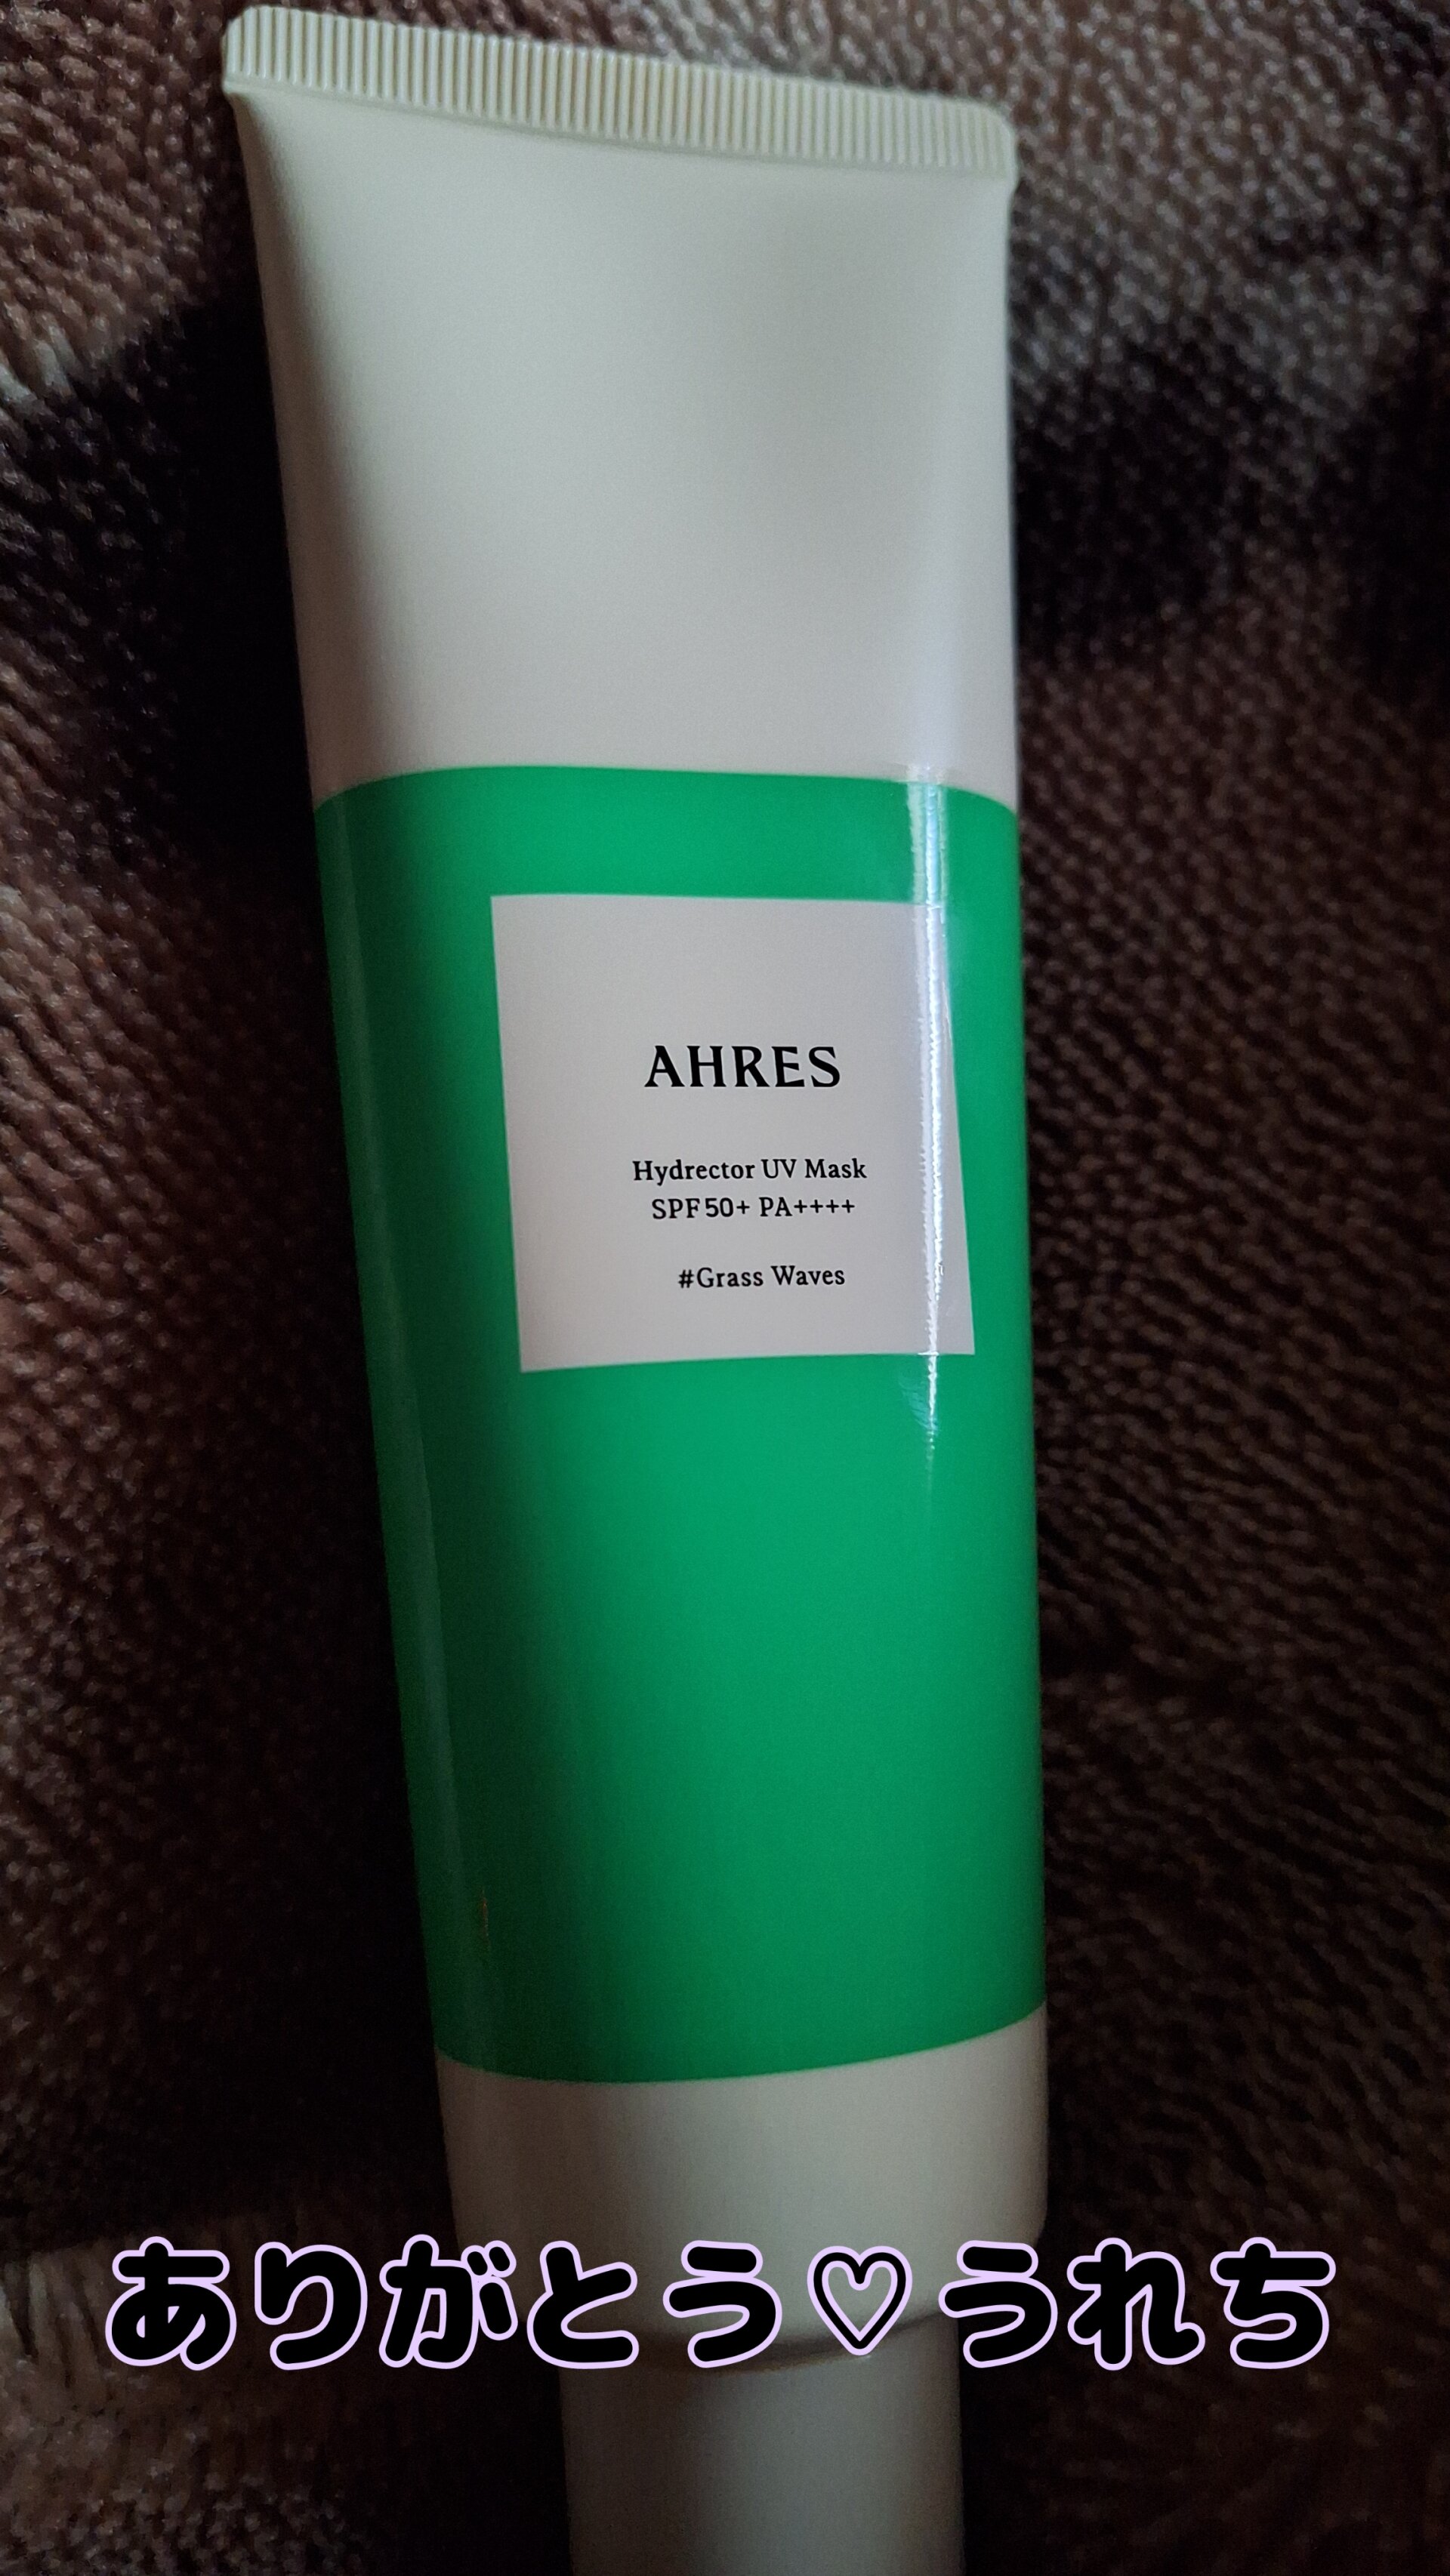 AHRES
Hydrector UV Mask
SPF50+ PA++++
#Grass Waves
ありがとう♡うれち